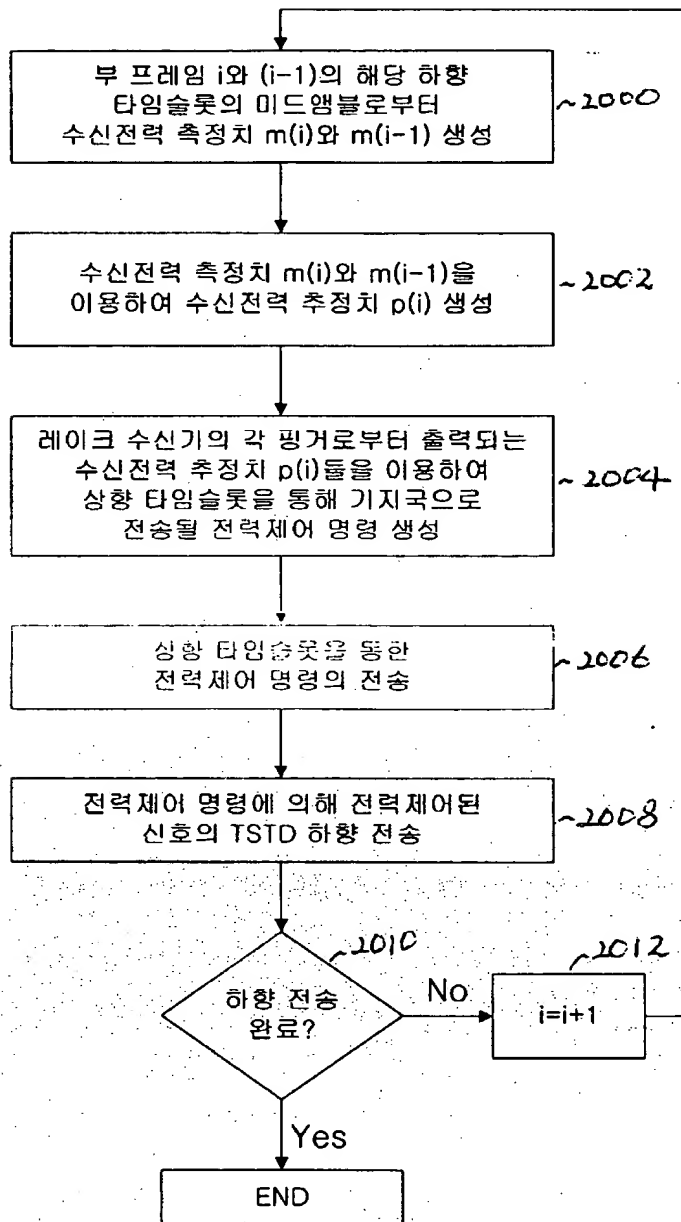 부 프레임 i와 (i-1)의 해당 하향
타임슬롯의 미드앰블로부터
수신전력 측정치 m(i)와 m(i-1) 생성
~2000
수신전력 측정치 m(i)와 m(i-1)을
이용하여 수신전력 추정치 p(i) 생성
~2002
레이크 수신기의 각 핑거로부터 출력되는
수신전력 추정치 p(i)들을 이용하여
상향 타임슬롯을 통해 기지국으로
전송될 전력제어 명령 생성
~2004
상향 타임슬롯을 통한
전력제어 명령의 전송
~2006
전력제어 명령에 의해 전력제어된
신호의 TSTD 하향 전송
~2008
~2010
하향 전송
완료?
No
~2012
i=i+1
Yes
END